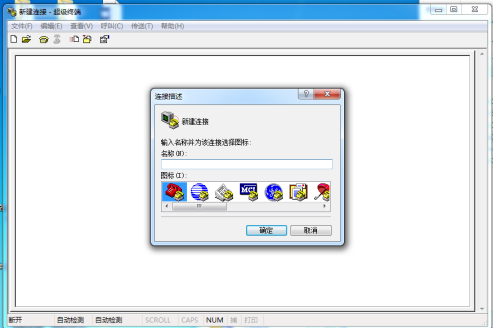 新建连接 - 超级终端
文件(F) 编辑(E) 查看(V) 呼叫(C) 传送(T) 帮助(H)
连接描述
新建连接
输入名称并为该连接选择图标:
名称(N):
图标(I):
MCI
确定 取消
断开 自动检测 自动检测 SCROLL CAPS NUM 捕 打印